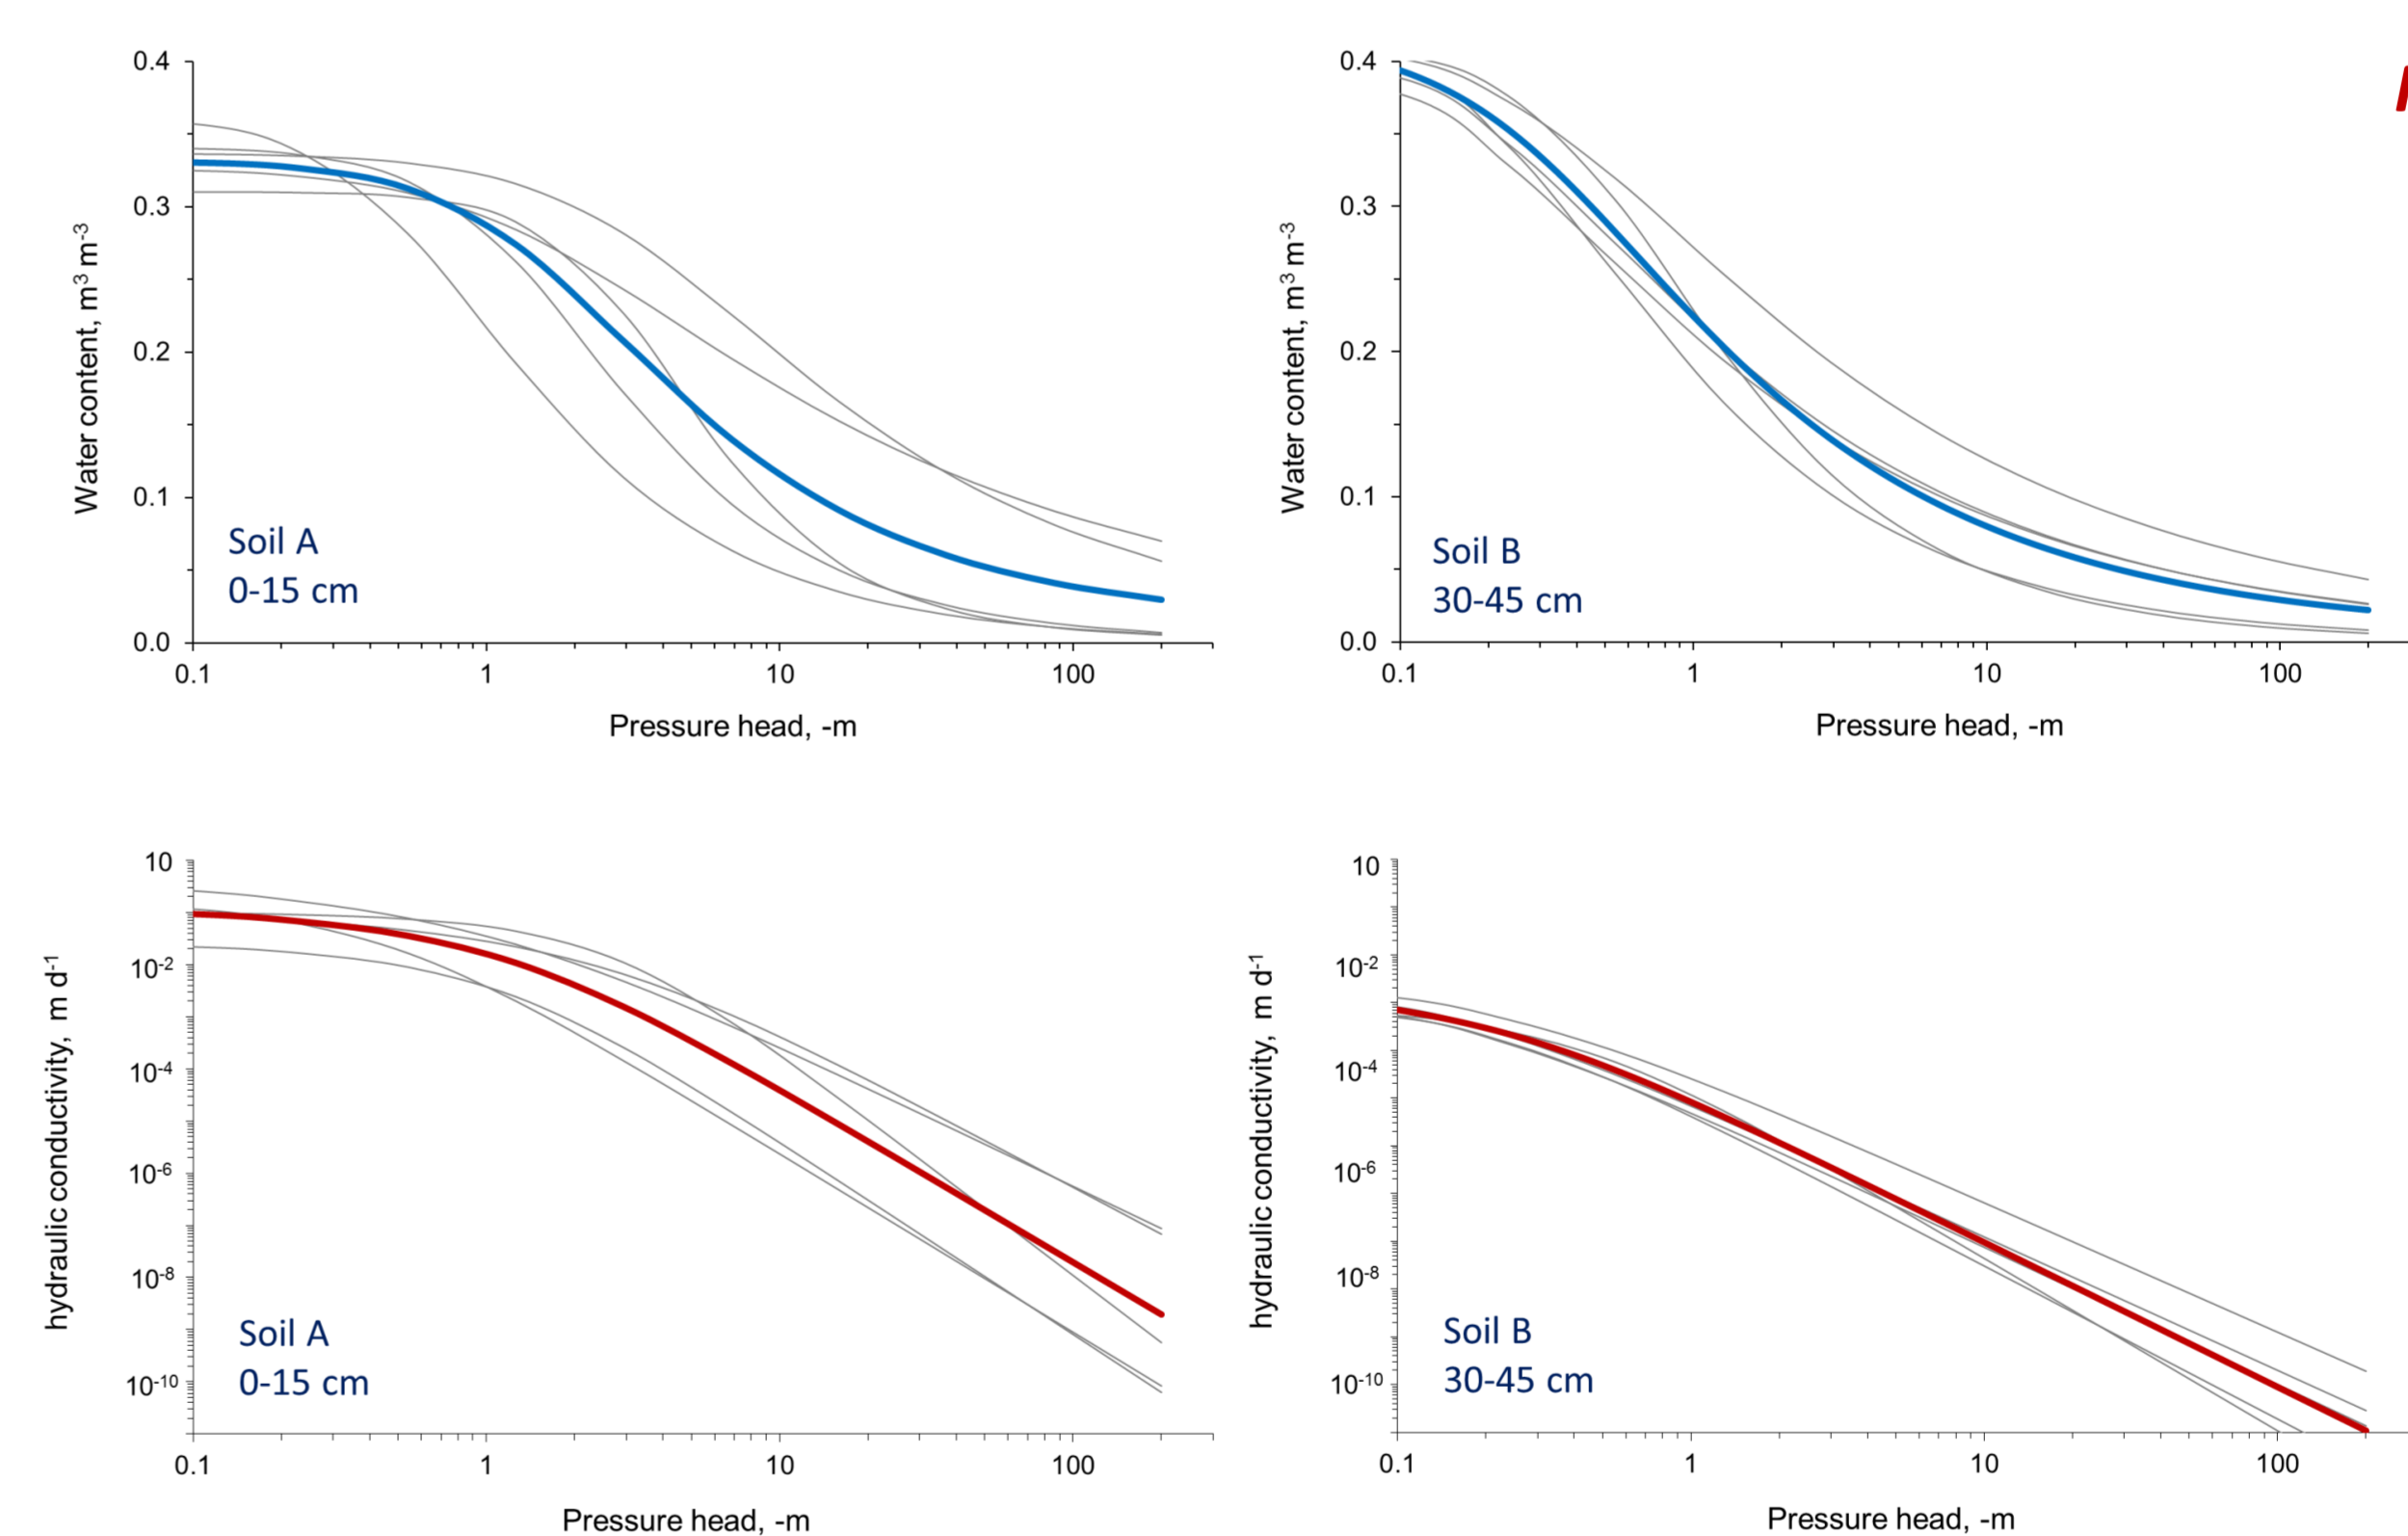 0.4
0.3
0.2
0.1
0.0
Water content, m³ m⁻³
Soil A
0-15 cm
0.1 1 10 100
Pressure head, -m
0.4
0.3
0.2
0.1
0.0
Water content, m³ m⁻³
Soil B
30-45 cm
0.1 1 10 100
Pressure head, -m
10
10⁻²
10⁻⁴
10⁻⁶
10⁻⁸
10⁻¹⁰
hydraulic conductivity, m d⁻¹
Soil A
0-15 cm
0.1 1 10 100
Pressure head, -m
10
10⁻²
10⁻⁴
10⁻⁶
10⁻⁸
10⁻¹⁰
hydraulic conductivity, m d⁻¹
Soil B
30-45 cm
0.1 1 10 100
Pressure head, -m